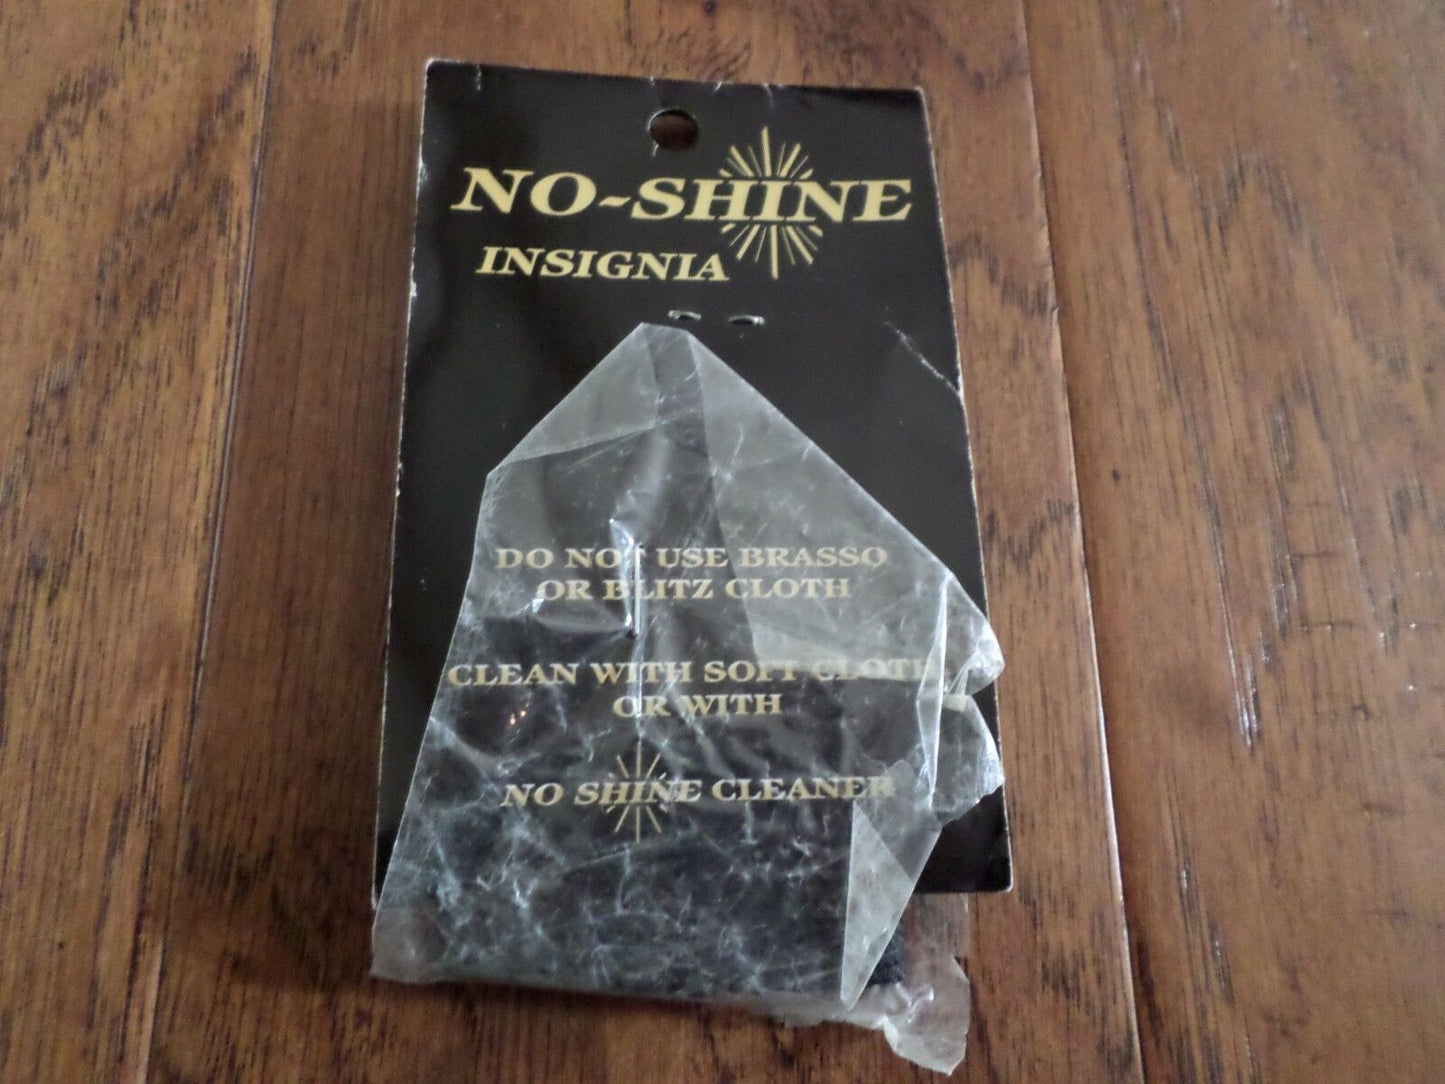 NO-SHINE
INSIGNIA
DO NOT USE BRASSO
OR BLITZ CLOTH
CLEAN WITH SOFT CLOTH
OR WITH
NO SHINE CLEANER